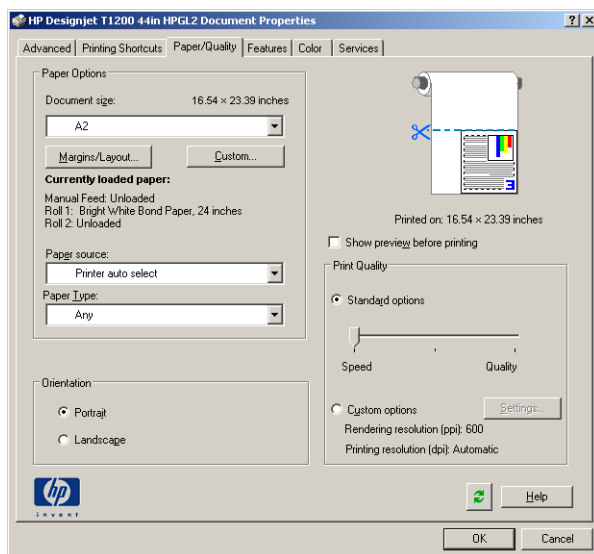 HP Designjet T1200 44in HPGL2 Document Properties
Advanced Printing Shortcuts Paper/Quality Features Color Services
Paper Options
Document size: 16.54 × 23.39 inches
A2
Margins/Layout... Custom...
Currently loaded paper:
Manual Feed: Unloaded
Roll 1: Bright White Bond Paper, 24 inches
Roll 2: Unloaded
Paper source:
Printer auto select
Paper Type:
Any
Orientation
Portrait
Landscape
Printed on: 16.54 × 23.39 inches
Show preview before printing
Print Quality
Standard options
Speed Quality
Custom options Settings...
Rendering resolution (ppi): 600
Printing resolution (dpi): Automatic
hp
invent
Help
OK Cancel